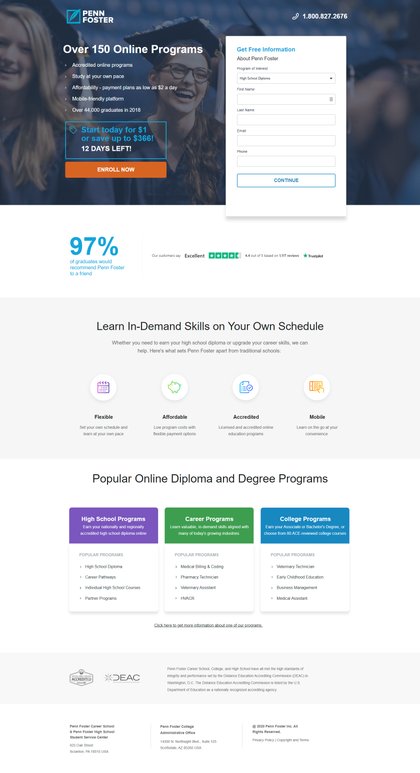 PENN
FOSTER
1.800.827.2676
Over 150 Online Programs
Accredited online programs
Study at your own pace
Affordability - payment plans as low as $2 a day
Mobile-friendly platform
Over 44,000 graduates in 2018
Start today for $1
or save up to $366!
12 DAYS LEFT!
ENROLL NOW
Get Free Information
About Penn Foster
Program of Interest
High School Diploma
First Name
Last Name
Email
Phone
CONTINUE
97%
of graduates would
recommend Penn Foster
to a friend
Our customers say Excellent 4.4 out of 5 based on reviews Trustpilot
Learn In-Demand Skills on Your Own Schedule
Whether you need to earn your high school diploma or upgrade your career skills, we can
help. Here's what sets Penn Foster apart from traditional schools:
Flexible
Set your own schedule and
learn at your own pace
Affordable
Low program costs with
flexible payment options
Accredited
Licensed and accredited online
education programs
Mobile
Learn on the go at your
convenience
Popular Online Diploma and Degree Programs
High School Programs
Earn your nationally and regionally
accredited high school diploma online
POPULAR PROGRAMS
High School Diploma
Career Pathways
Individual High School Courses
Partner Programs
Career Programs
Learn valuable, in-demand skills aligned with
many of today's growing industries.
POPULAR PROGRAMS
Medical Billing & Coding
Pharmacy Technician
Veterinary Assistant
HVACR
College Programs
Earn your Associate or Bachelor's Degree, or
choose from 80 ACE-reviewed college courses
POPULAR PROGRAMS
Veterinary Technician
Early Childhood Education
Business Management
Medical Assistant
Click here to get more information about one of our programs.
ACCREDITED
DEAC
Penn Foster Career School, College, and High School have all met the high standards of
integrity and performance set by the Distance Education Accrediting Commission (DEAC) in
Washington, D.C. The Distance Education Accrediting Commission is listed by the U.S.
Department of Education as a nationally recognized accrediting agency.
Penn Foster Career School
& Penn Foster High School
Student Service Center
925 Oak Street
Scranton, PA 18515 USA
Penn Foster College
Administrative Office
14300 N. Northsight Blvd., Suite 120
Scottsdale, AZ 85260 USA
@ 2020 Penn Foster Inc. All
Rights Reserved.
Privacy Policy | Copyright and Terms